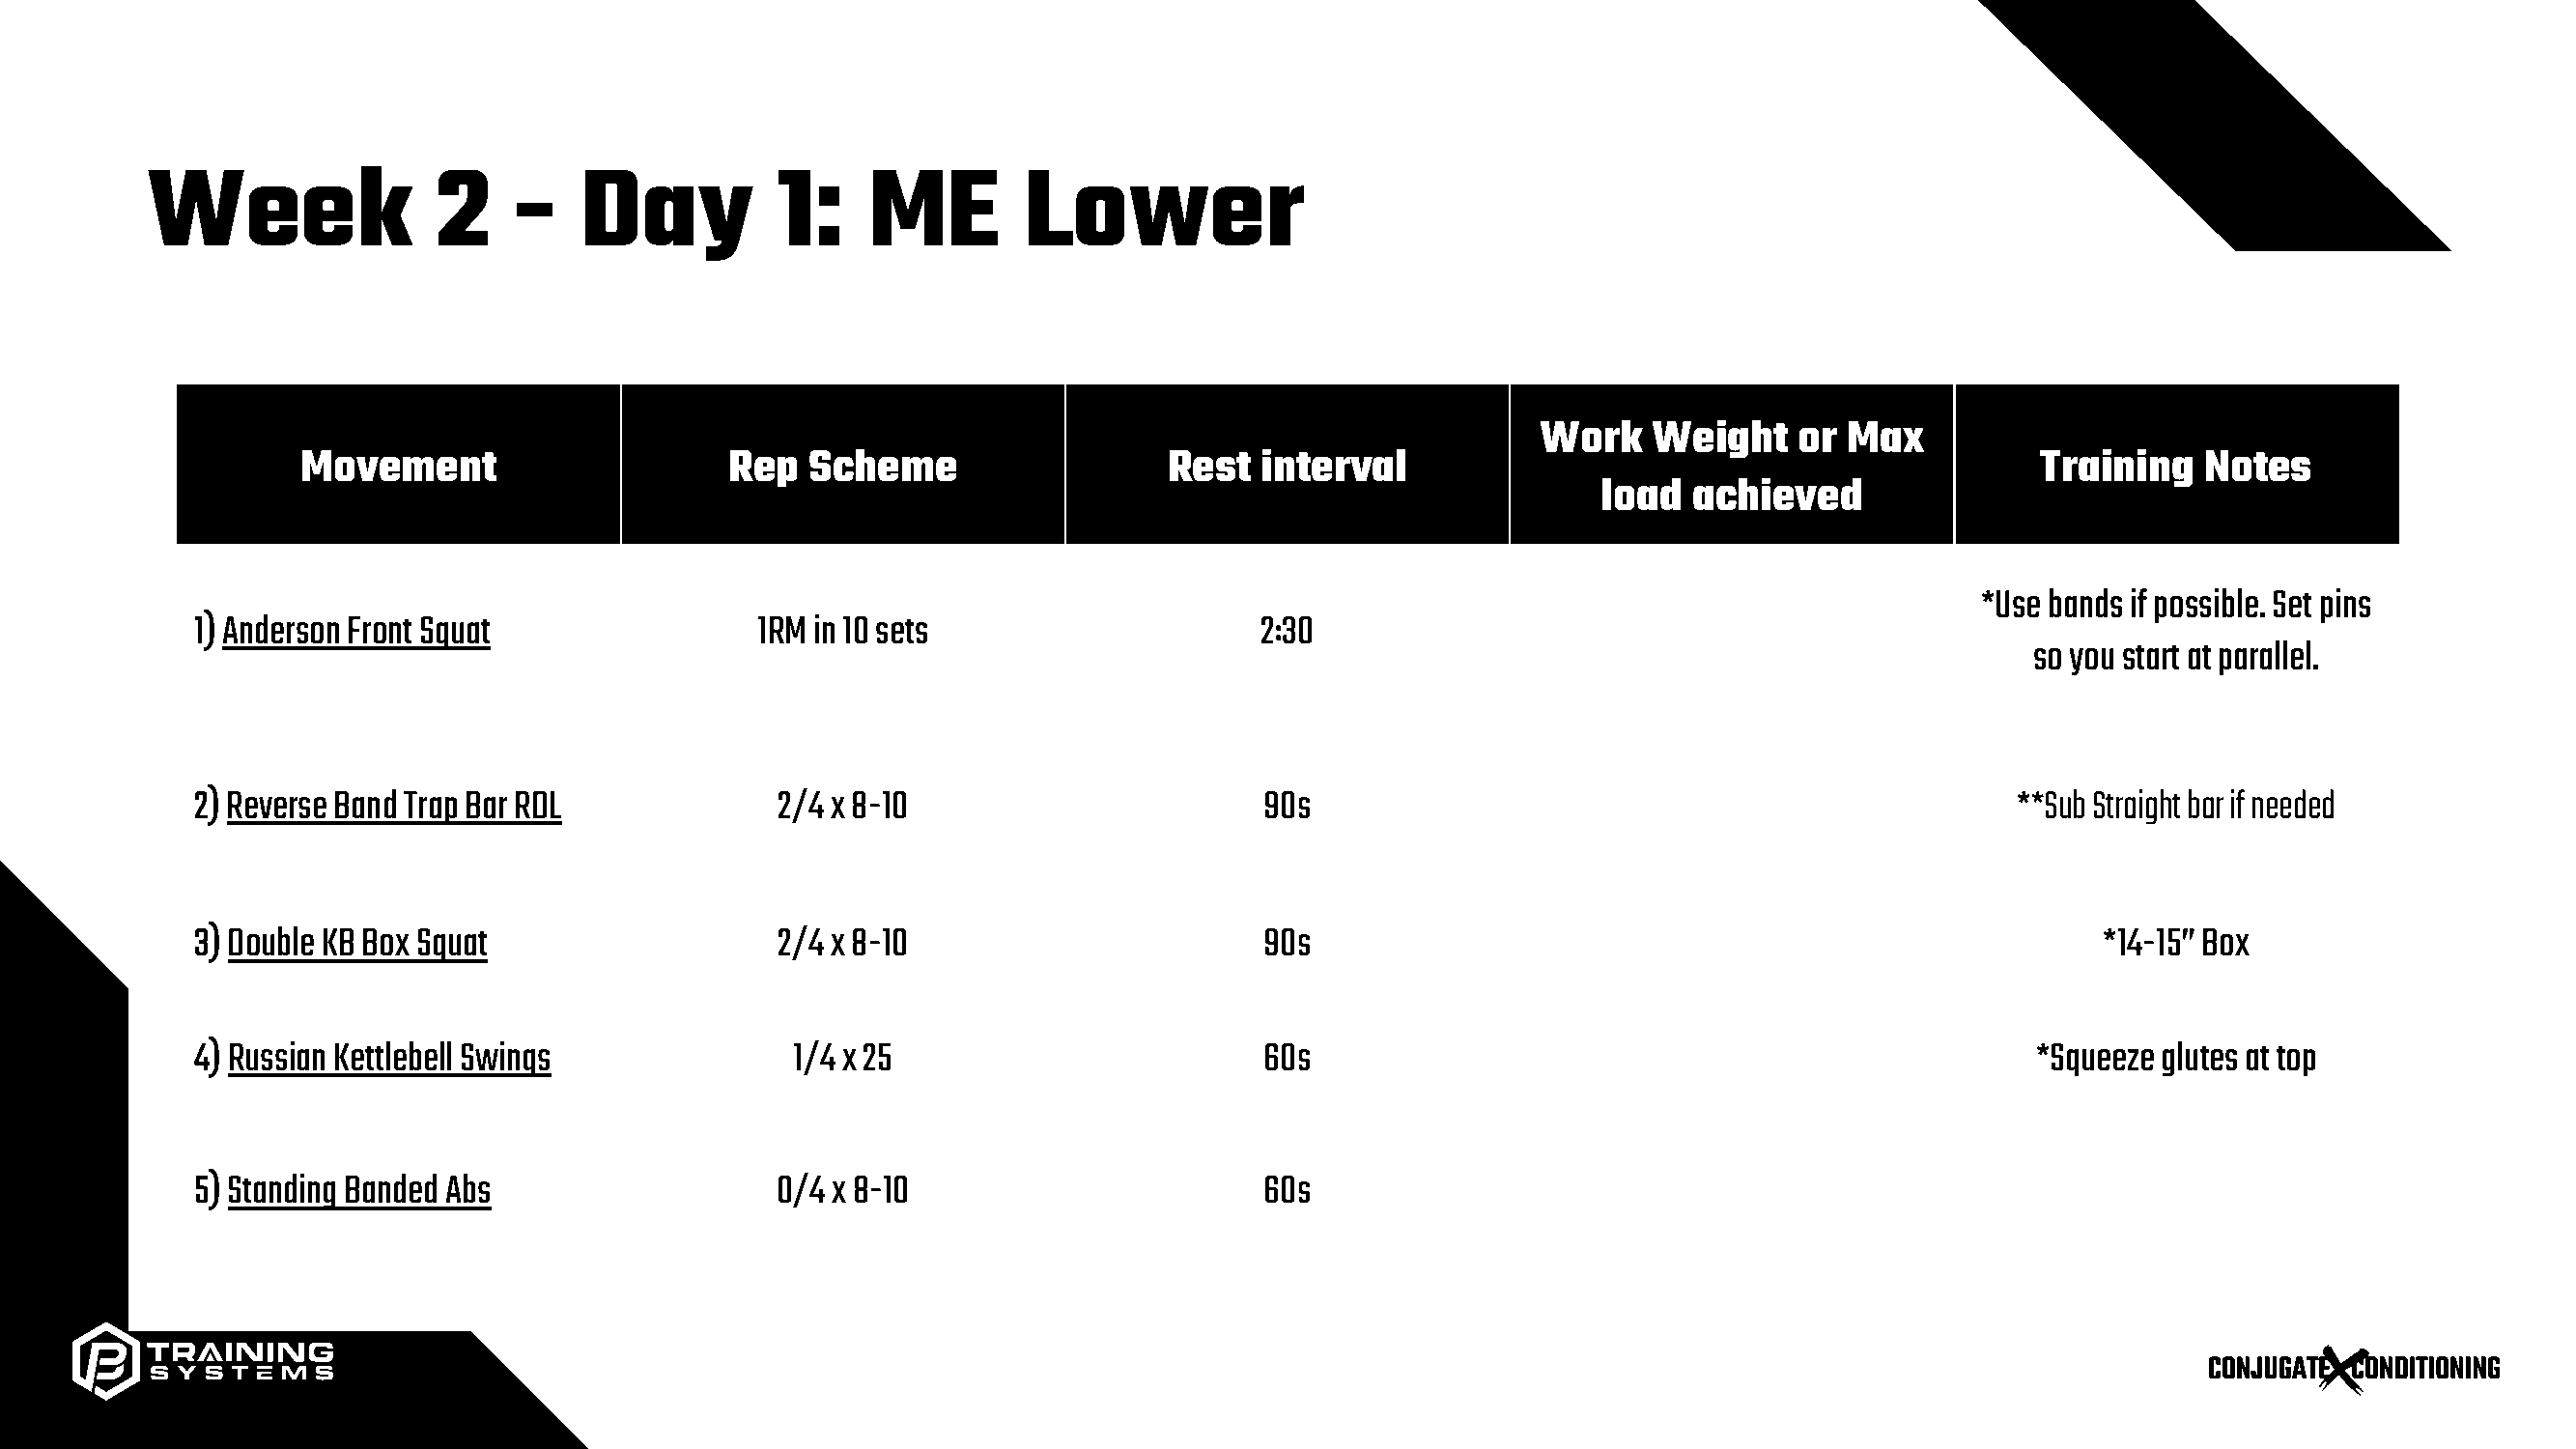 Week 2 - Day 1: ME Lower
Movement
Rep Scheme
Rest interval
Work Weight or Max
load achieved
Training Notes
1) Anderson Front Squat
1RM in 10 sets
2:30
*Use bands if possible. Set pins
so you start at parallel.
2) Reverse Band Trap Bar RDL
2/4 x 8-10
90s
**Sub Straight bar if needed
3) Double KB Box Squat
2/4 x 8-10
90s
*14-15” Box
4) Russian Kettlebell Swings
1/4 x 25
60s
*Squeeze glutes at top
5) Standing Banded Abs
0/4 x 8-10
60s
TRAINING
SYSTEMS
CONJUGATE X CONDITIONING